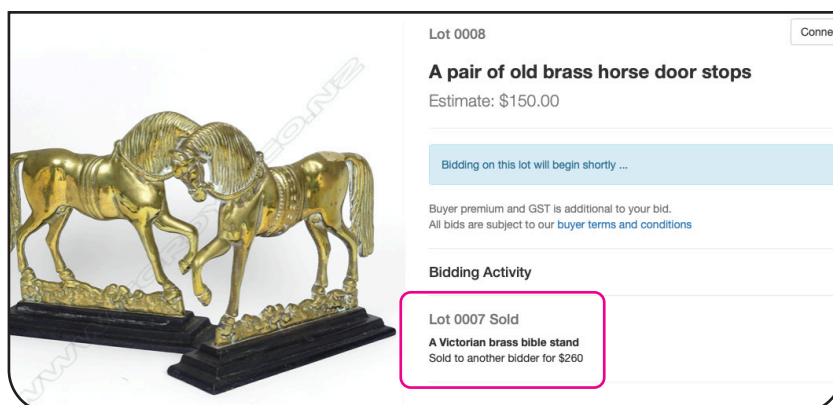 Lot 0008
Conne
A pair of old brass horse door stops
Estimate: $150.00
Bidding on this lot will begin shortly ...
Buyer premium and GST is additional to your bid.
All bids are subject to our buyer terms and conditions
Bidding Activity
Lot 0007 Sold
A Victorian brass bible stand
Sold to another bidder for $260